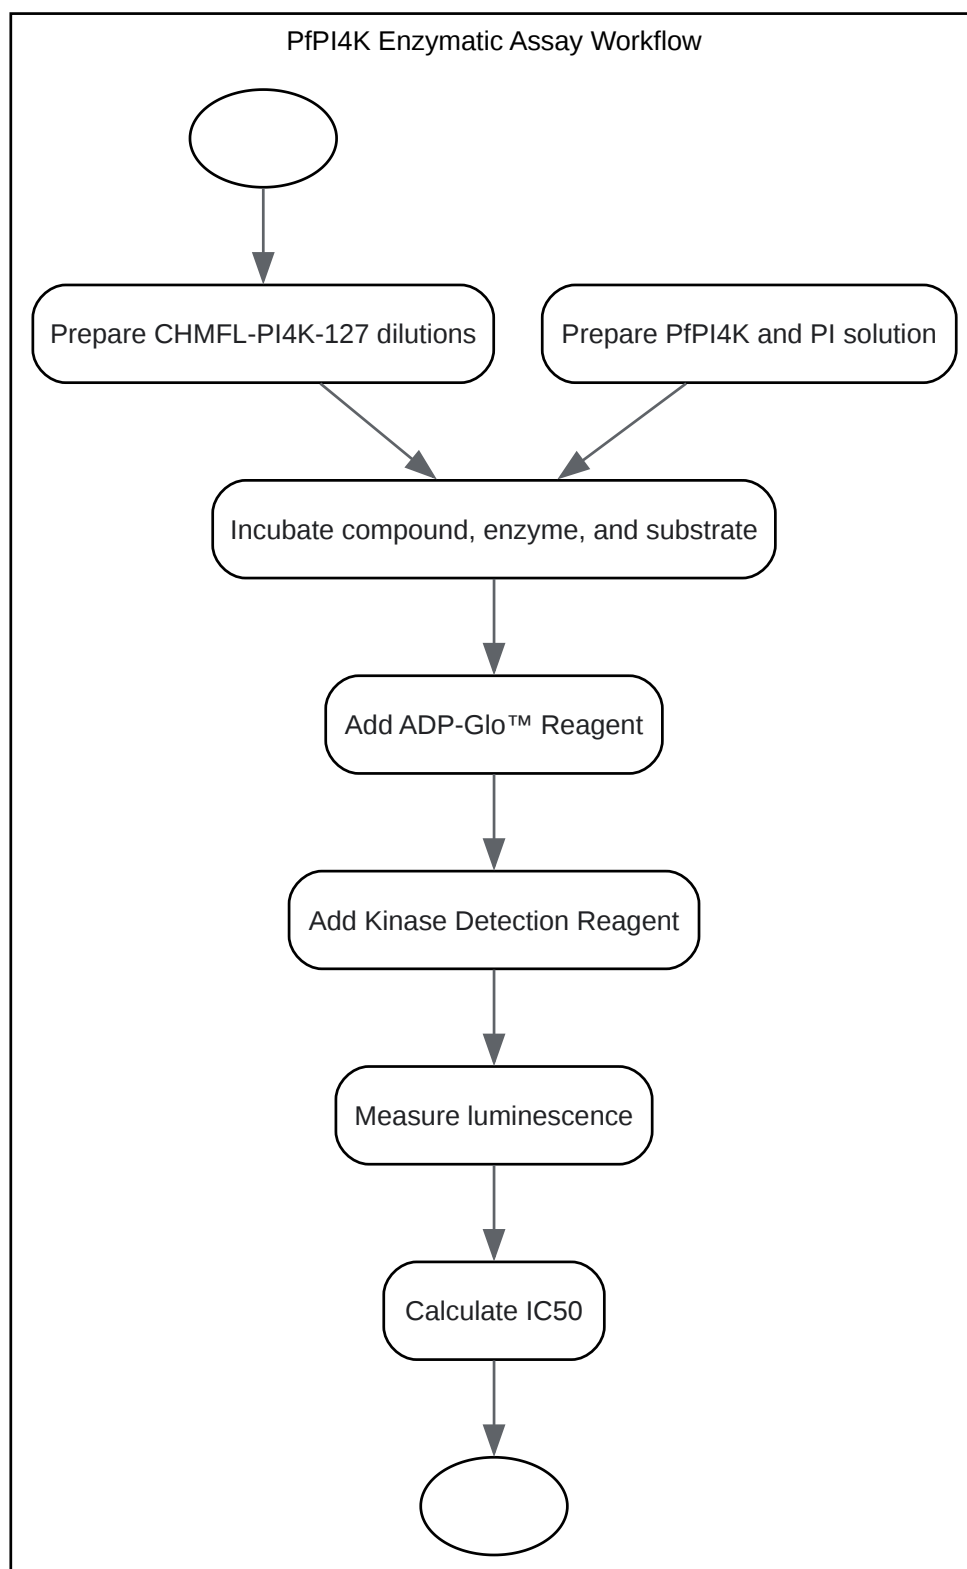 PfPI4K Enzymatic Assay Workflow
Prepare CHMFL-PI4K-127 dilutions
Prepare PfPI4K and PI solution
Incubate compound, enzyme, and substrate
Add ADP-Glo™ Reagent
Add Kinase Detection Reagent
Measure luminescence
Calculate IC50